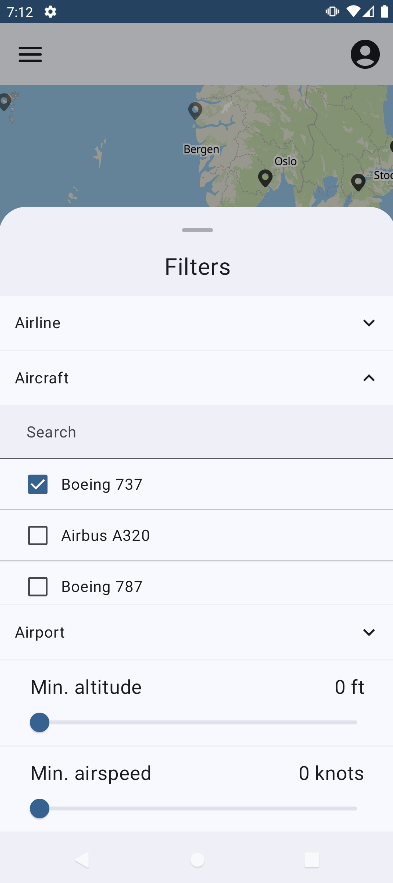 7:12
Bergen
Oslo
Stoc
Filters
Airline
Aircraft
Search
Boeing 737
Airbus A320
Boeing 787
Airport
Min. altitude 0 ft
Min. airspeed 0 knots